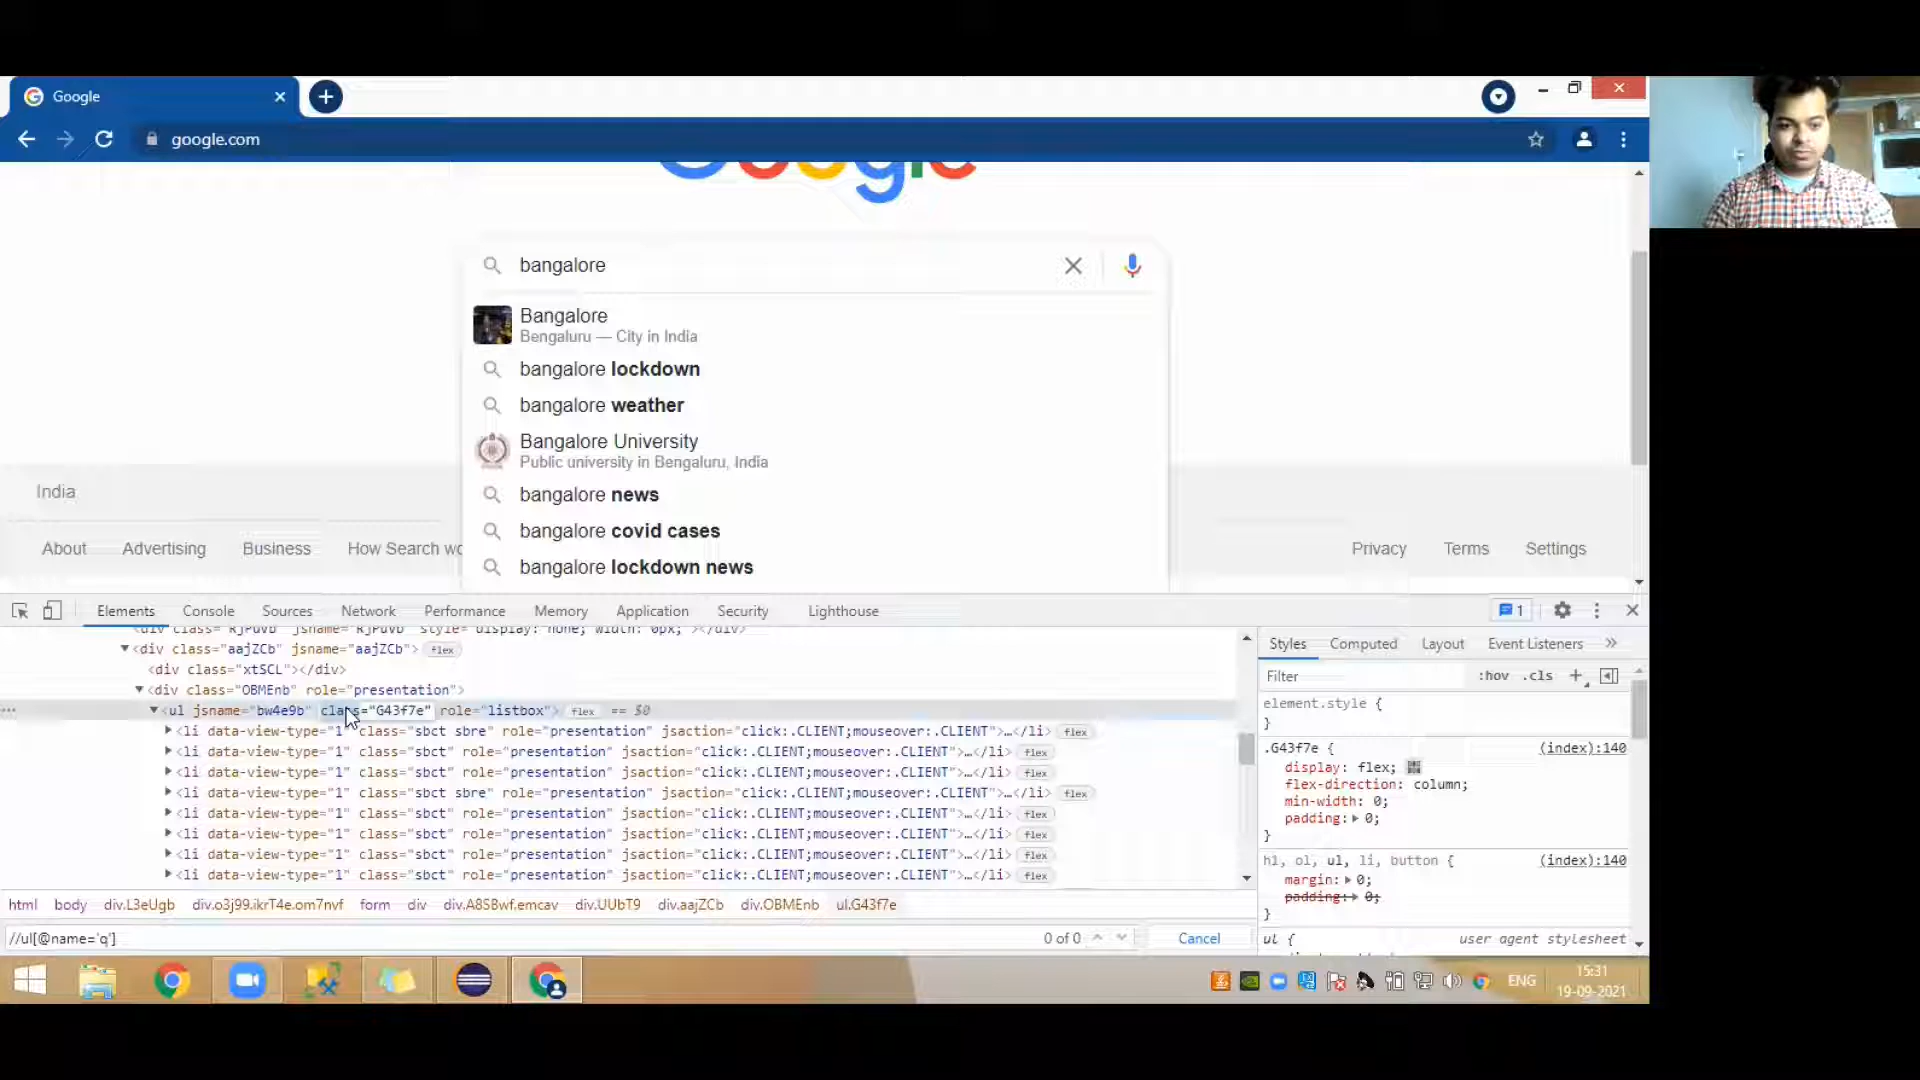 Google
google.com
Google
bangalore
Bangalore
Bengaluru — City in India
bangalore lockdown
bangalore weather
Bangalore University
Public university in Bengaluru, India
bangalore news
bangalore covid cases
bangalore lockdown news
India
About Advertising Business How Search wo
Privacy Terms Settings
Elements Console Sources Network Performance Memory Application Security Lighthouse 1
<div class="RjPuVb" jsname="RjPuVb" style="display: none; width: 0px;"></div>
<div class="aajZCb" jsname="aajZCb"> flex
<div class="xtSCL"></div>
<div class="OBMEnb" role="presentation">
<ul jsname="bw4e9b" class="G43f7e" role="listbox"> flex == $0
<li data-view-type="1" class="sbct sbre" role="presentation" jsaction="click:.CLIENT;mouseover:.CLIENT">…</li> flex
<li data-view-type="1" class="sbct" role="presentation" jsaction="click:.CLIENT;mouseover:.CLIENT">…</li> flex
<li data-view-type="1" class="sbct" role="presentation" jsaction="click:.CLIENT;mouseover:.CLIENT">…</li> flex
<li data-view-type="1" class="sbct sbre" role="presentation" jsaction="click:.CLIENT;mouseover:.CLIENT">…</li> flex
<li data-view-type="1" class="sbct" role="presentation" jsaction="click:.CLIENT;mouseover:.CLIENT">…</li> flex
<li data-view-type="1" class="sbct" role="presentation" jsaction="click:.CLIENT;mouseover:.CLIENT">…</li> flex
<li data-view-type="1" class="sbct" role="presentation" jsaction="click:.CLIENT;mouseover:.CLIENT">…</li> flex
<li data-view-type="1" class="sbct" role="presentation" jsaction="click:.CLIENT;mouseover:.CLIENT">…</li> flex
html body div.L3eUgb div.o3j99.ikrT4e.om7nvf form div div.A8SBwf.emcav div.UUbT9 div.aajZCb div.OBMEnb ul.G43f7e
//ul[@name='q'] 0 of 0 Cancel
Styles Computed Layout Event Listeners »
Filter :hov .cls +
element.style {
}
.G43f7e { (index):140
display: flex;
flex-direction: column;
min-width: 0;
padding: 0;
}
h1, ol, ul, li, button { (index):140
margin: 0;
padding: 0;
}
ul { user agent stylesheet
ENG 15:31
19-09-2021